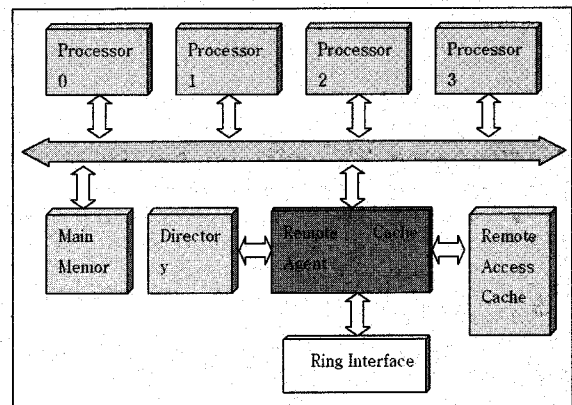 Processor
0
Processor
1
Processor
2
Processor
3
Main
Memor
Director
y
Remote Cache
Agent
Remote
Access
Cache
Ring Interface